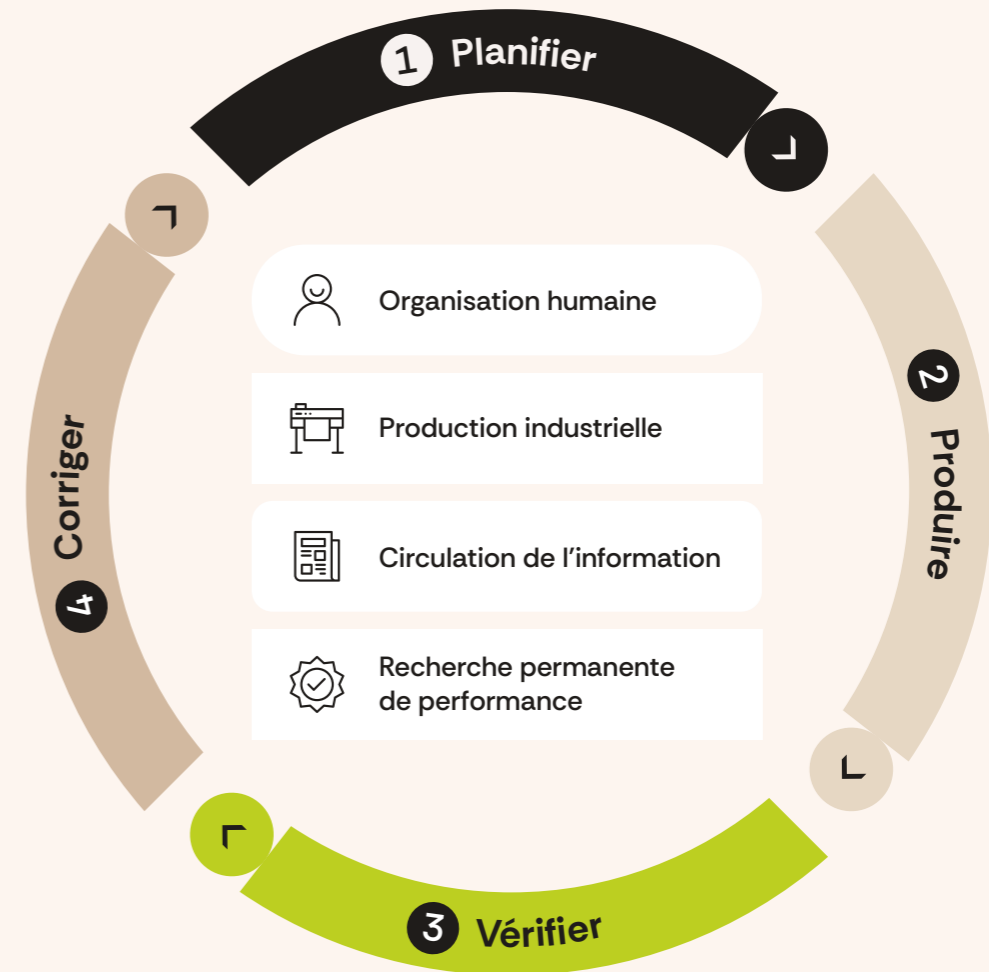 1 Planifier
2 Produire
3 Vérifier
4 Corriger
Organisation humaine
Production industrielle
Circulation de l'information
Recherche permanente
de performance